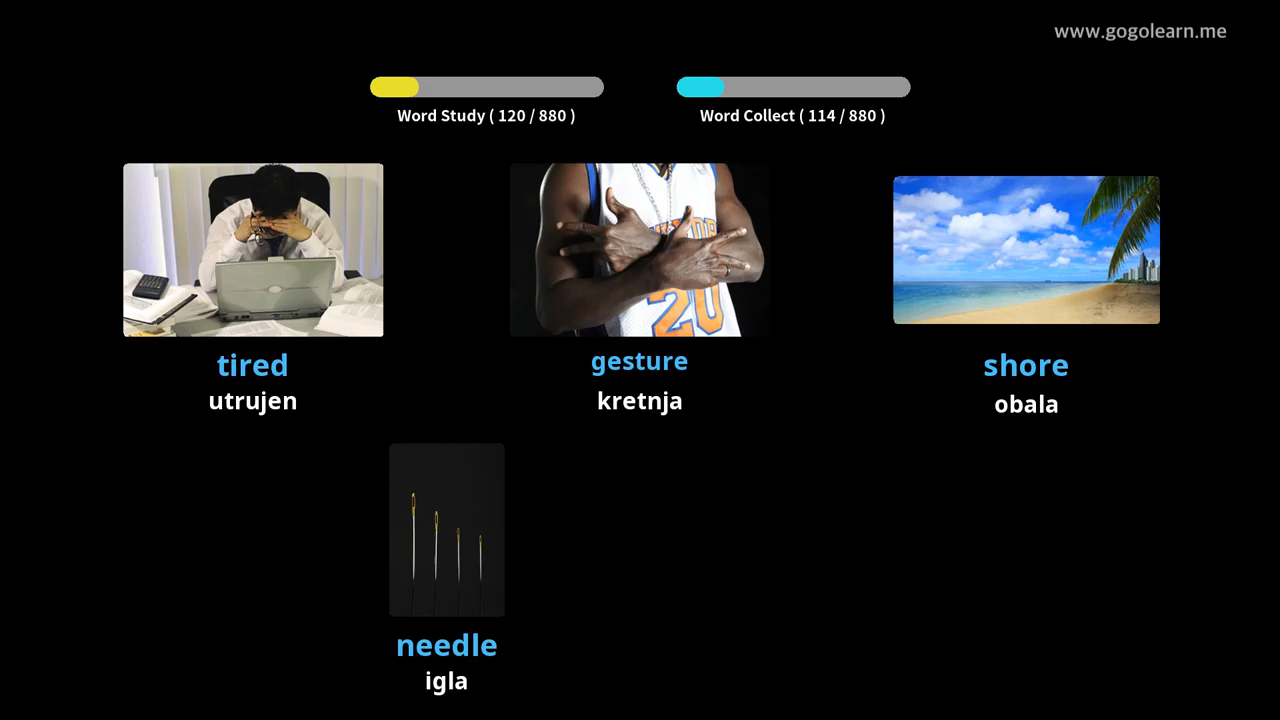 www.gogolearn.me
Word Study ( 120 / 880 )
Word Collect ( 114 / 880 )
20
tired
utrujen
gesture
kretnja
shore
obala
needle
igla